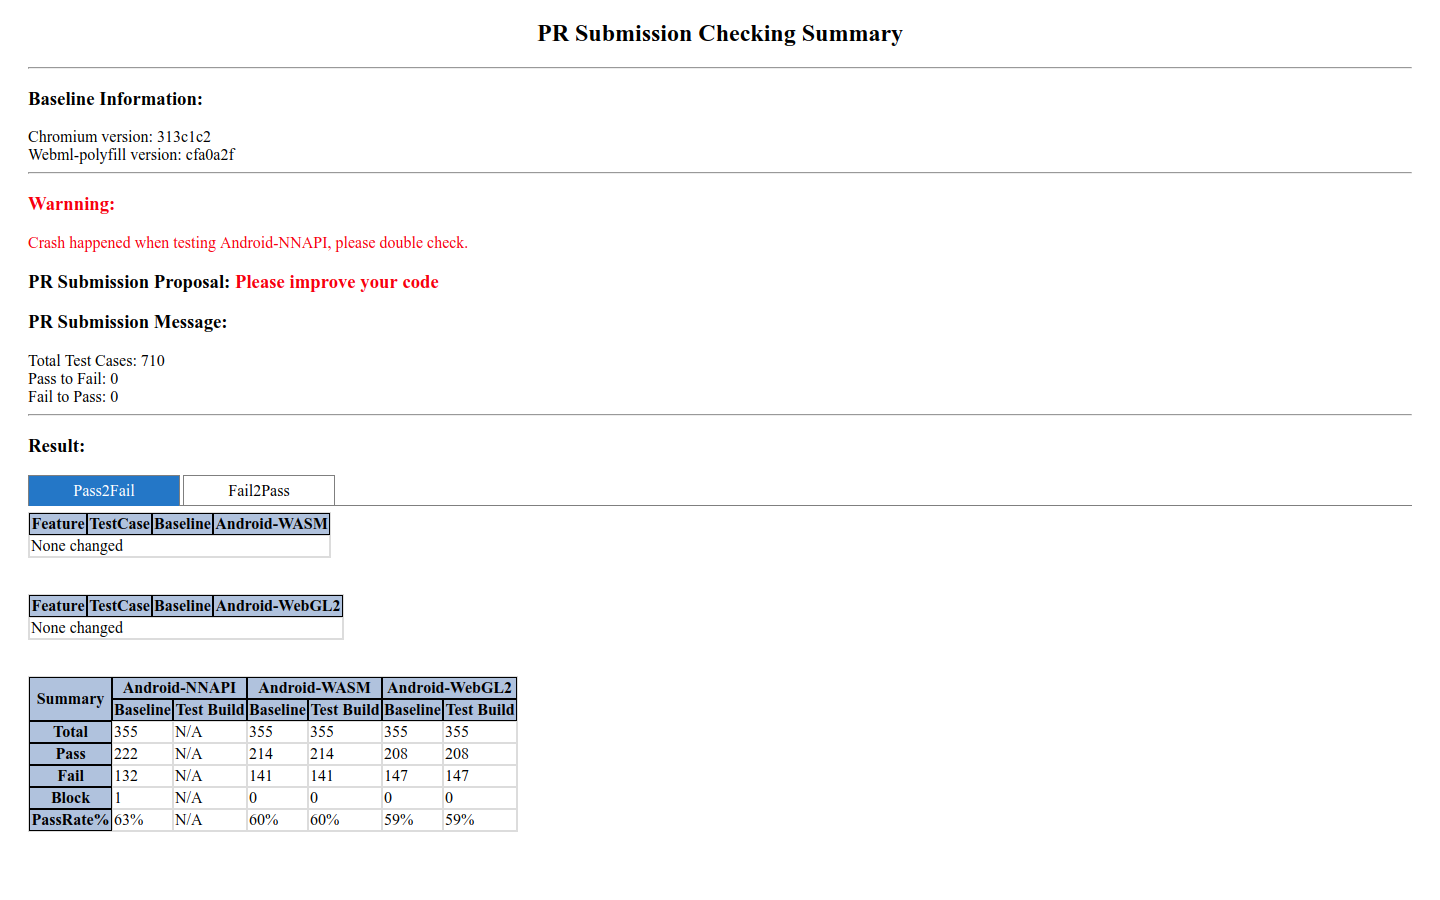 PR Submission Checking Summary
Baseline Information:
Chromium version: 313c1c2
Webml-polyfill version: cfa0a2f
Warnning:
Crash happened when testing Android-NNAPI, please double check.
PR Submission Proposal: Please improve your code
PR Submission Message:
Total Test Cases: 710
Pass to Fail: 0
Fail to Pass: 0
Result:
Pass2Fail Fail2Pass
Feature TestCase Baseline Android-WASM
None changed
Feature TestCase Baseline Android-WebGL2
None changed
Summary Android-NNAPI Android-WASM Android-WebGL2
Baseline Test Build Baseline Test Build Baseline Test Build
Total 355 N/A 355 355 355 355
Pass 222 N/A 214 214 208 208
Fail 132 N/A 141 141 147 147
Block 1 N/A 0 0 0 0
PassRate% 63% N/A 60% 60% 59% 59%